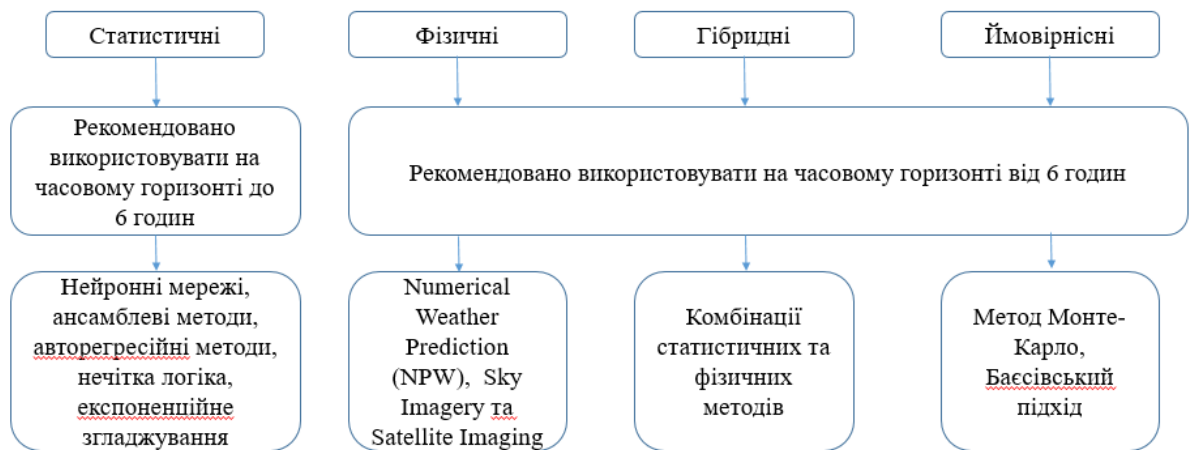 Статистичні
Фізичні
Гібридні
Ймовірнісні
Рекомендовано
використовувати на
часовому горизонті до
6 годин
Рекомендовано використовувати на часовому горизонті від 6 годин
Нейронні мережі,
ансамблеві методи,
авторегресійні методи,
нечітка логіка,
експоненційне
згладжування
Numerical
Weather
Prediction
(NPW), Sky
Imagery та
Satellite Imaging
Комбінації
статистичних та
фізичних
методів
Метод Монте-
Карло,
Баєсівський
підхід